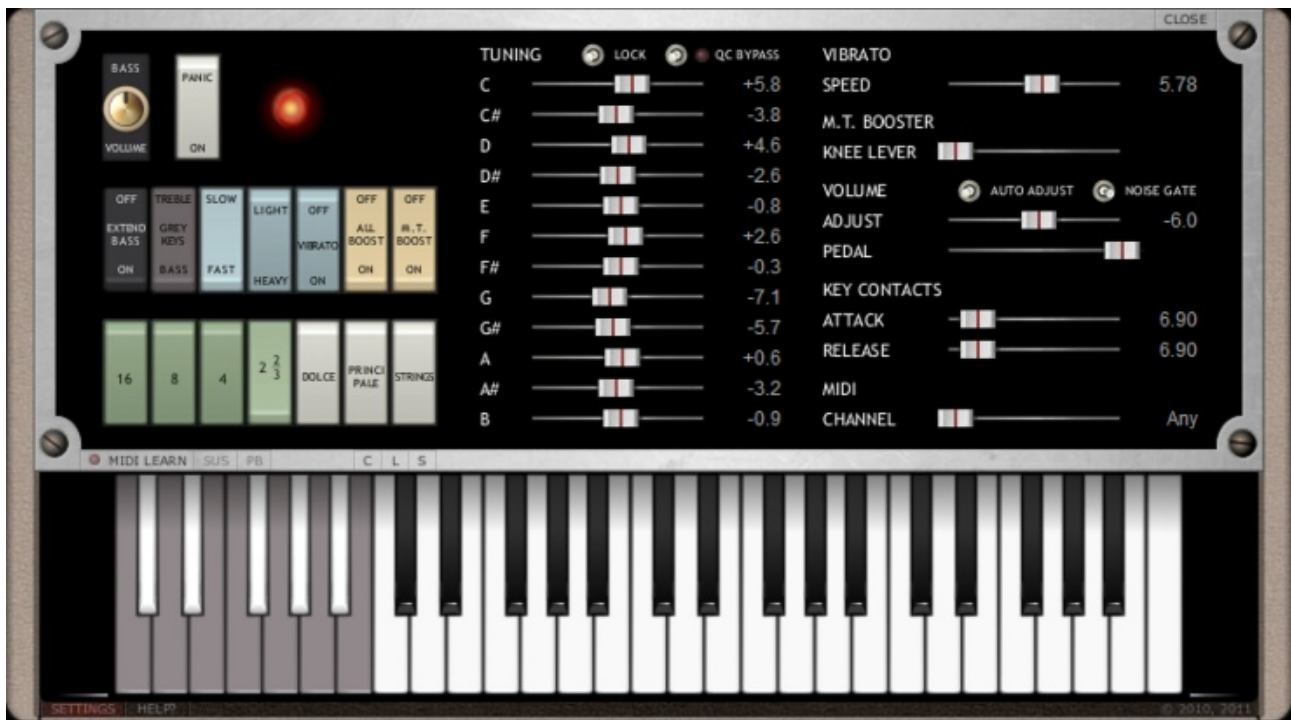 CLOSE
BASS
VOLUME
PANIC
ON
OFF
EXTEND
BASS
ON
TREBLE
GREY
KEYS
BASS
SLOW
FAST
LIGHT
HEAVY
OFF
VIBRATO
ON
OFF
ALL
BOOST
ON
OFF
M.T.
BOOST
ON
16
8
4
2 2/3
DOLCE
PRINCI
PALE
STRINGS
TUNING LOCK QC BYPASS
C +5.8
C# -3.8
D +4.6
D# -2.6
E -0.8
F +2.6
F# -0.3
G -7.1
G# -5.7
A +0.6
A# -3.2
B -0.9
VIBRATO
SPEED 5.78
M.T. BOOSTER
KNEE LEVER
VOLUME AUTO ADJUST NOISE GATE
ADJUST -6.0
PEDAL
KEY CONTACTS
ATTACK 6.90
RELEASE 6.90
MIDI
CHANNEL Any
MIDI LEARN SUS PB C L S
SETTINGS HELP? © 2010, 2011